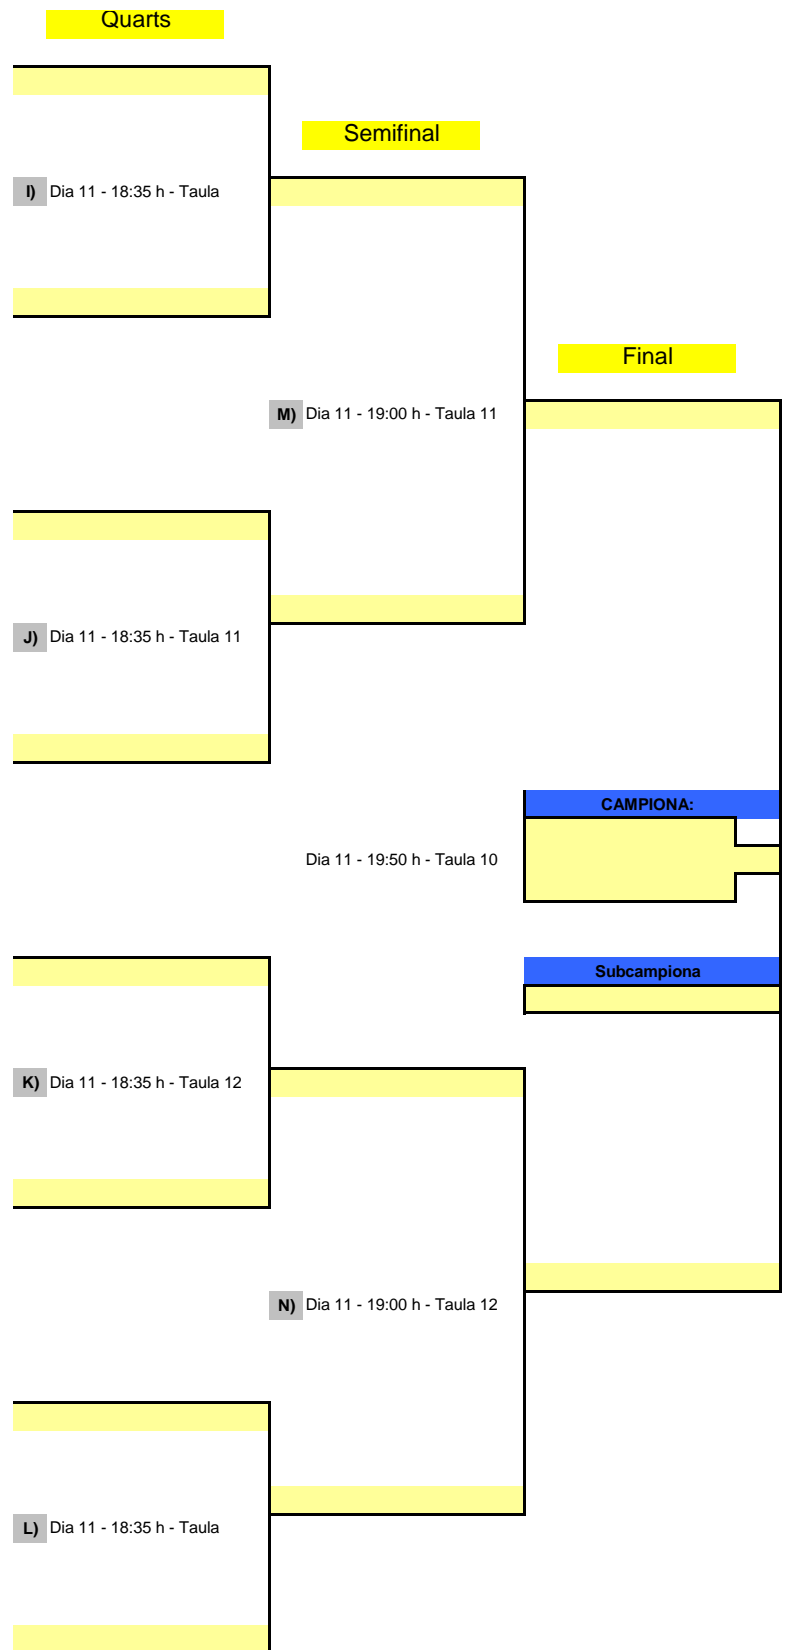 Quarts
Semifinal
I) Dia 11 - 18:35 h - Taula
Final
M) Dia 11 - 19:00 h - Taula 11
J) Dia 11 - 18:35 h - Taula 11
CAMPIONA:
Dia 11 - 19:50 h - Taula 10
Subcampiona
K) Dia 11 - 18:35 h - Taula 12
N) Dia 11 - 19:00 h - Taula 12
L) Dia 11 - 18:35 h - Taula